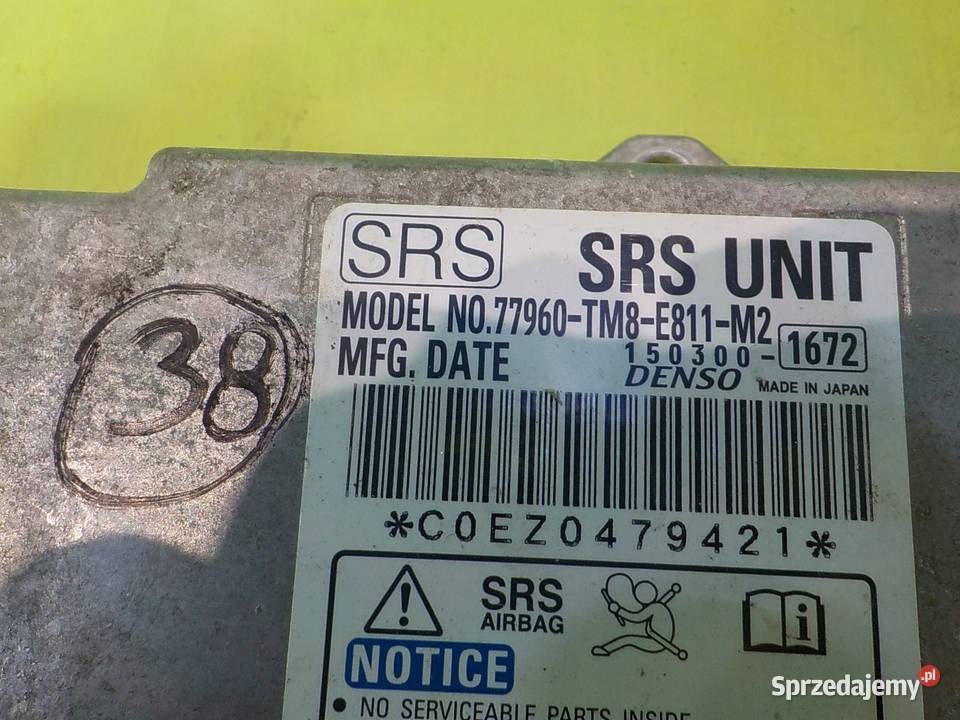 38
SRS SRS UNIT
MODEL NO.77960-TM8-E811-M2
MFG. DATE 150300-1672
DENSO MADE IN JAPAN
*C0EZ0479421*
SRS
AIRBAG
NOTICE
• NO SERVICEABLE PARTS INSIDE
Sprzedajemy.pl